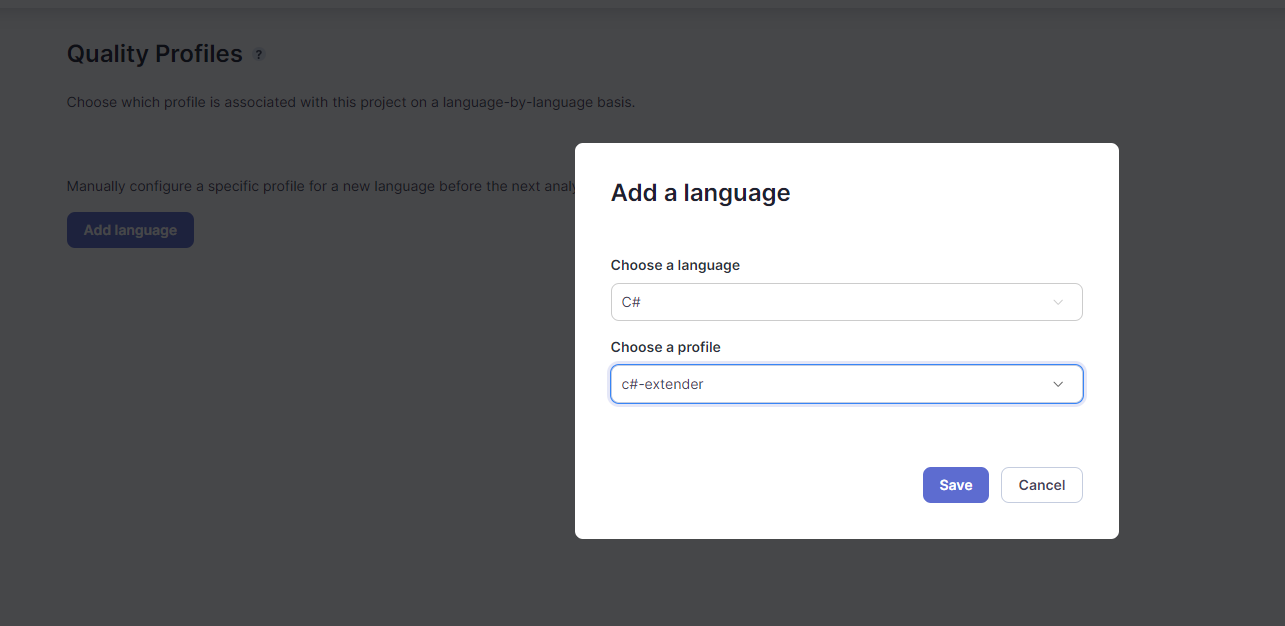 Quality Profiles ?
Choose which profile is associated with this project on a language-by-language basis.
Manually configure a specific profile for a new language before the next
Add language
Add a language
Choose a language
C#
Choose a profile
c#-extender
Save
Cancel